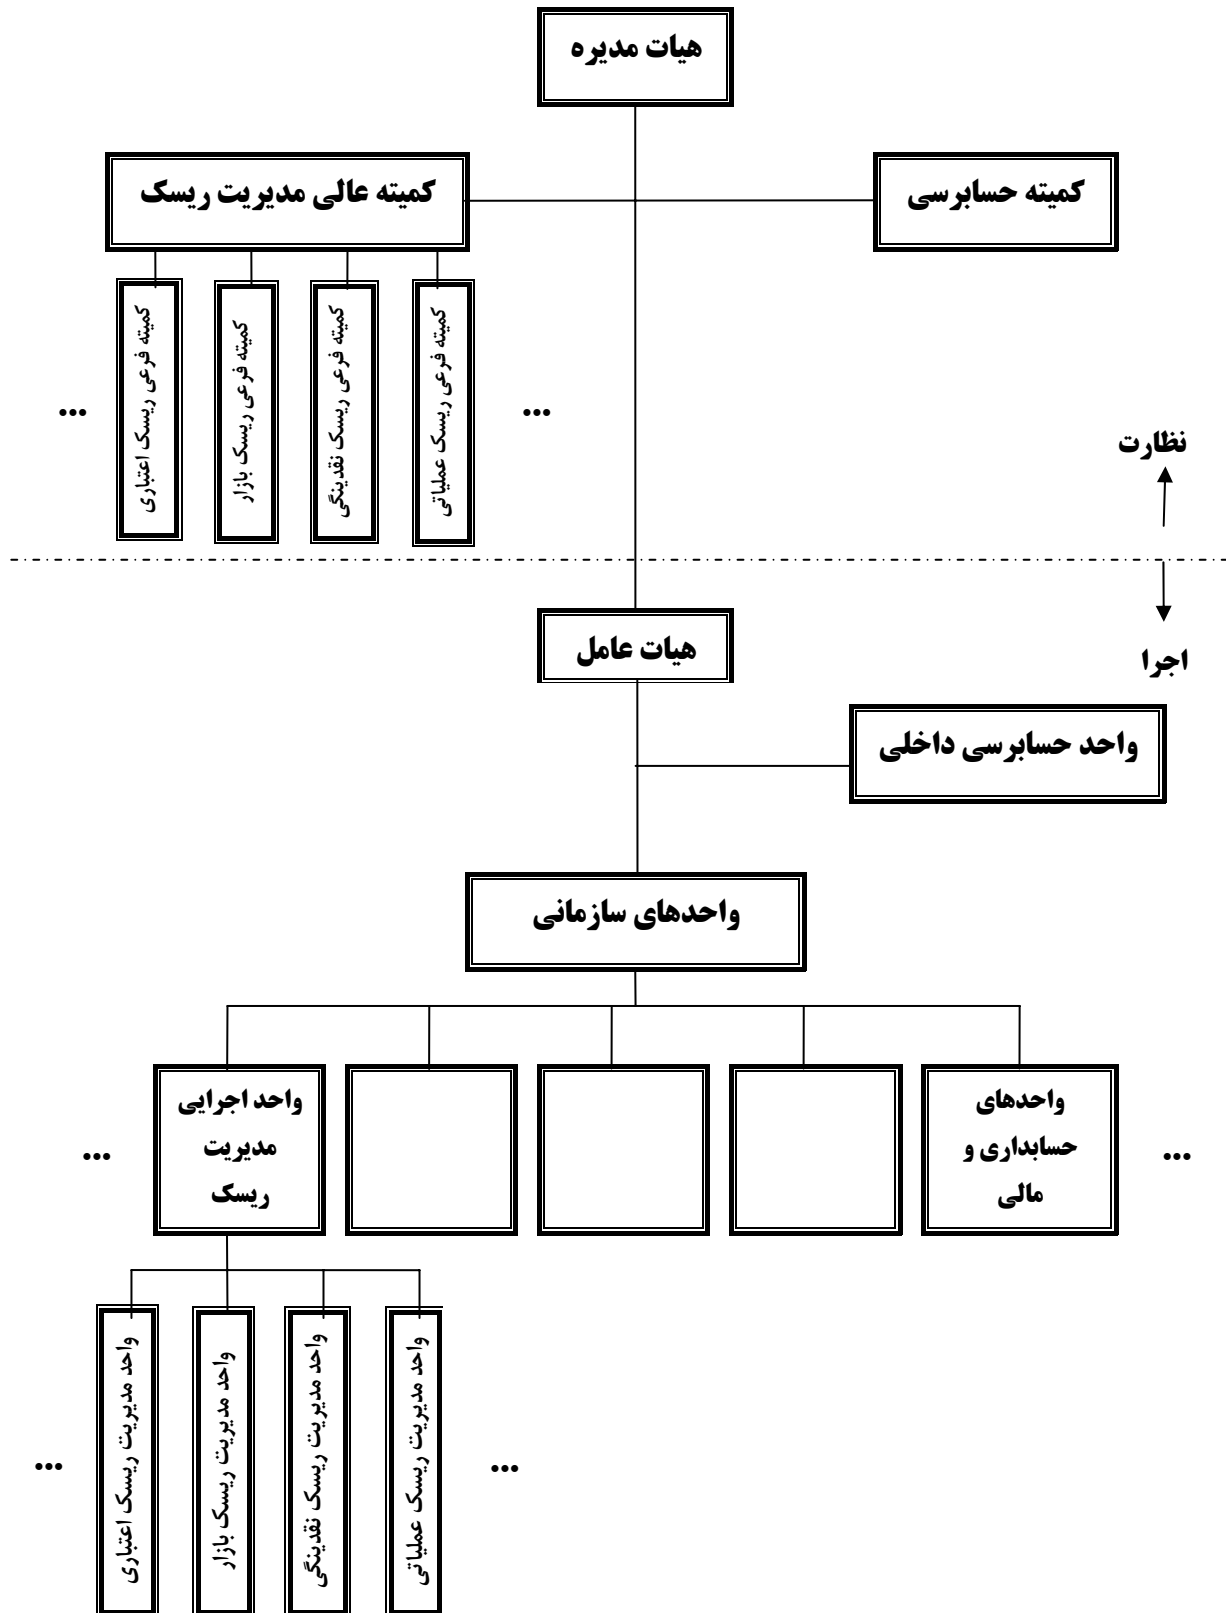 هیات مدیره
کمیته حسابرسی
کمیته عالی مدیریت ریسک
کمیته فرعی ریسک عملیاتی
کمیته فرعی ریسک نقدینگی
کمیته فرعی ریسک بازار
کمیته فرعی ریسک اعتباری
...
...
نظارت
اجرا
هیات عامل
واحد حسابرسی داخلی
واحدهای سازمانی
...
واحدهای
حسابداری و
مالی
واحد اجرایی
مدیریت
ریسک
...
...
واحد مدیریت ریسک عملیاتی
واحد مدیریت ریسک نقدینگی
واحد مدیریت ریسک بازار
واحد مدیریت ریسک اعتباری
...